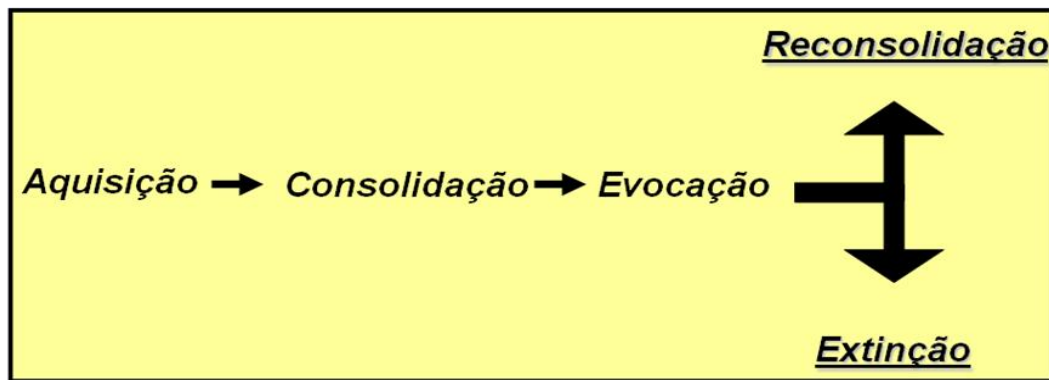 Reconsolidação
Aquisição
Consolidação
Evocação
Extinção